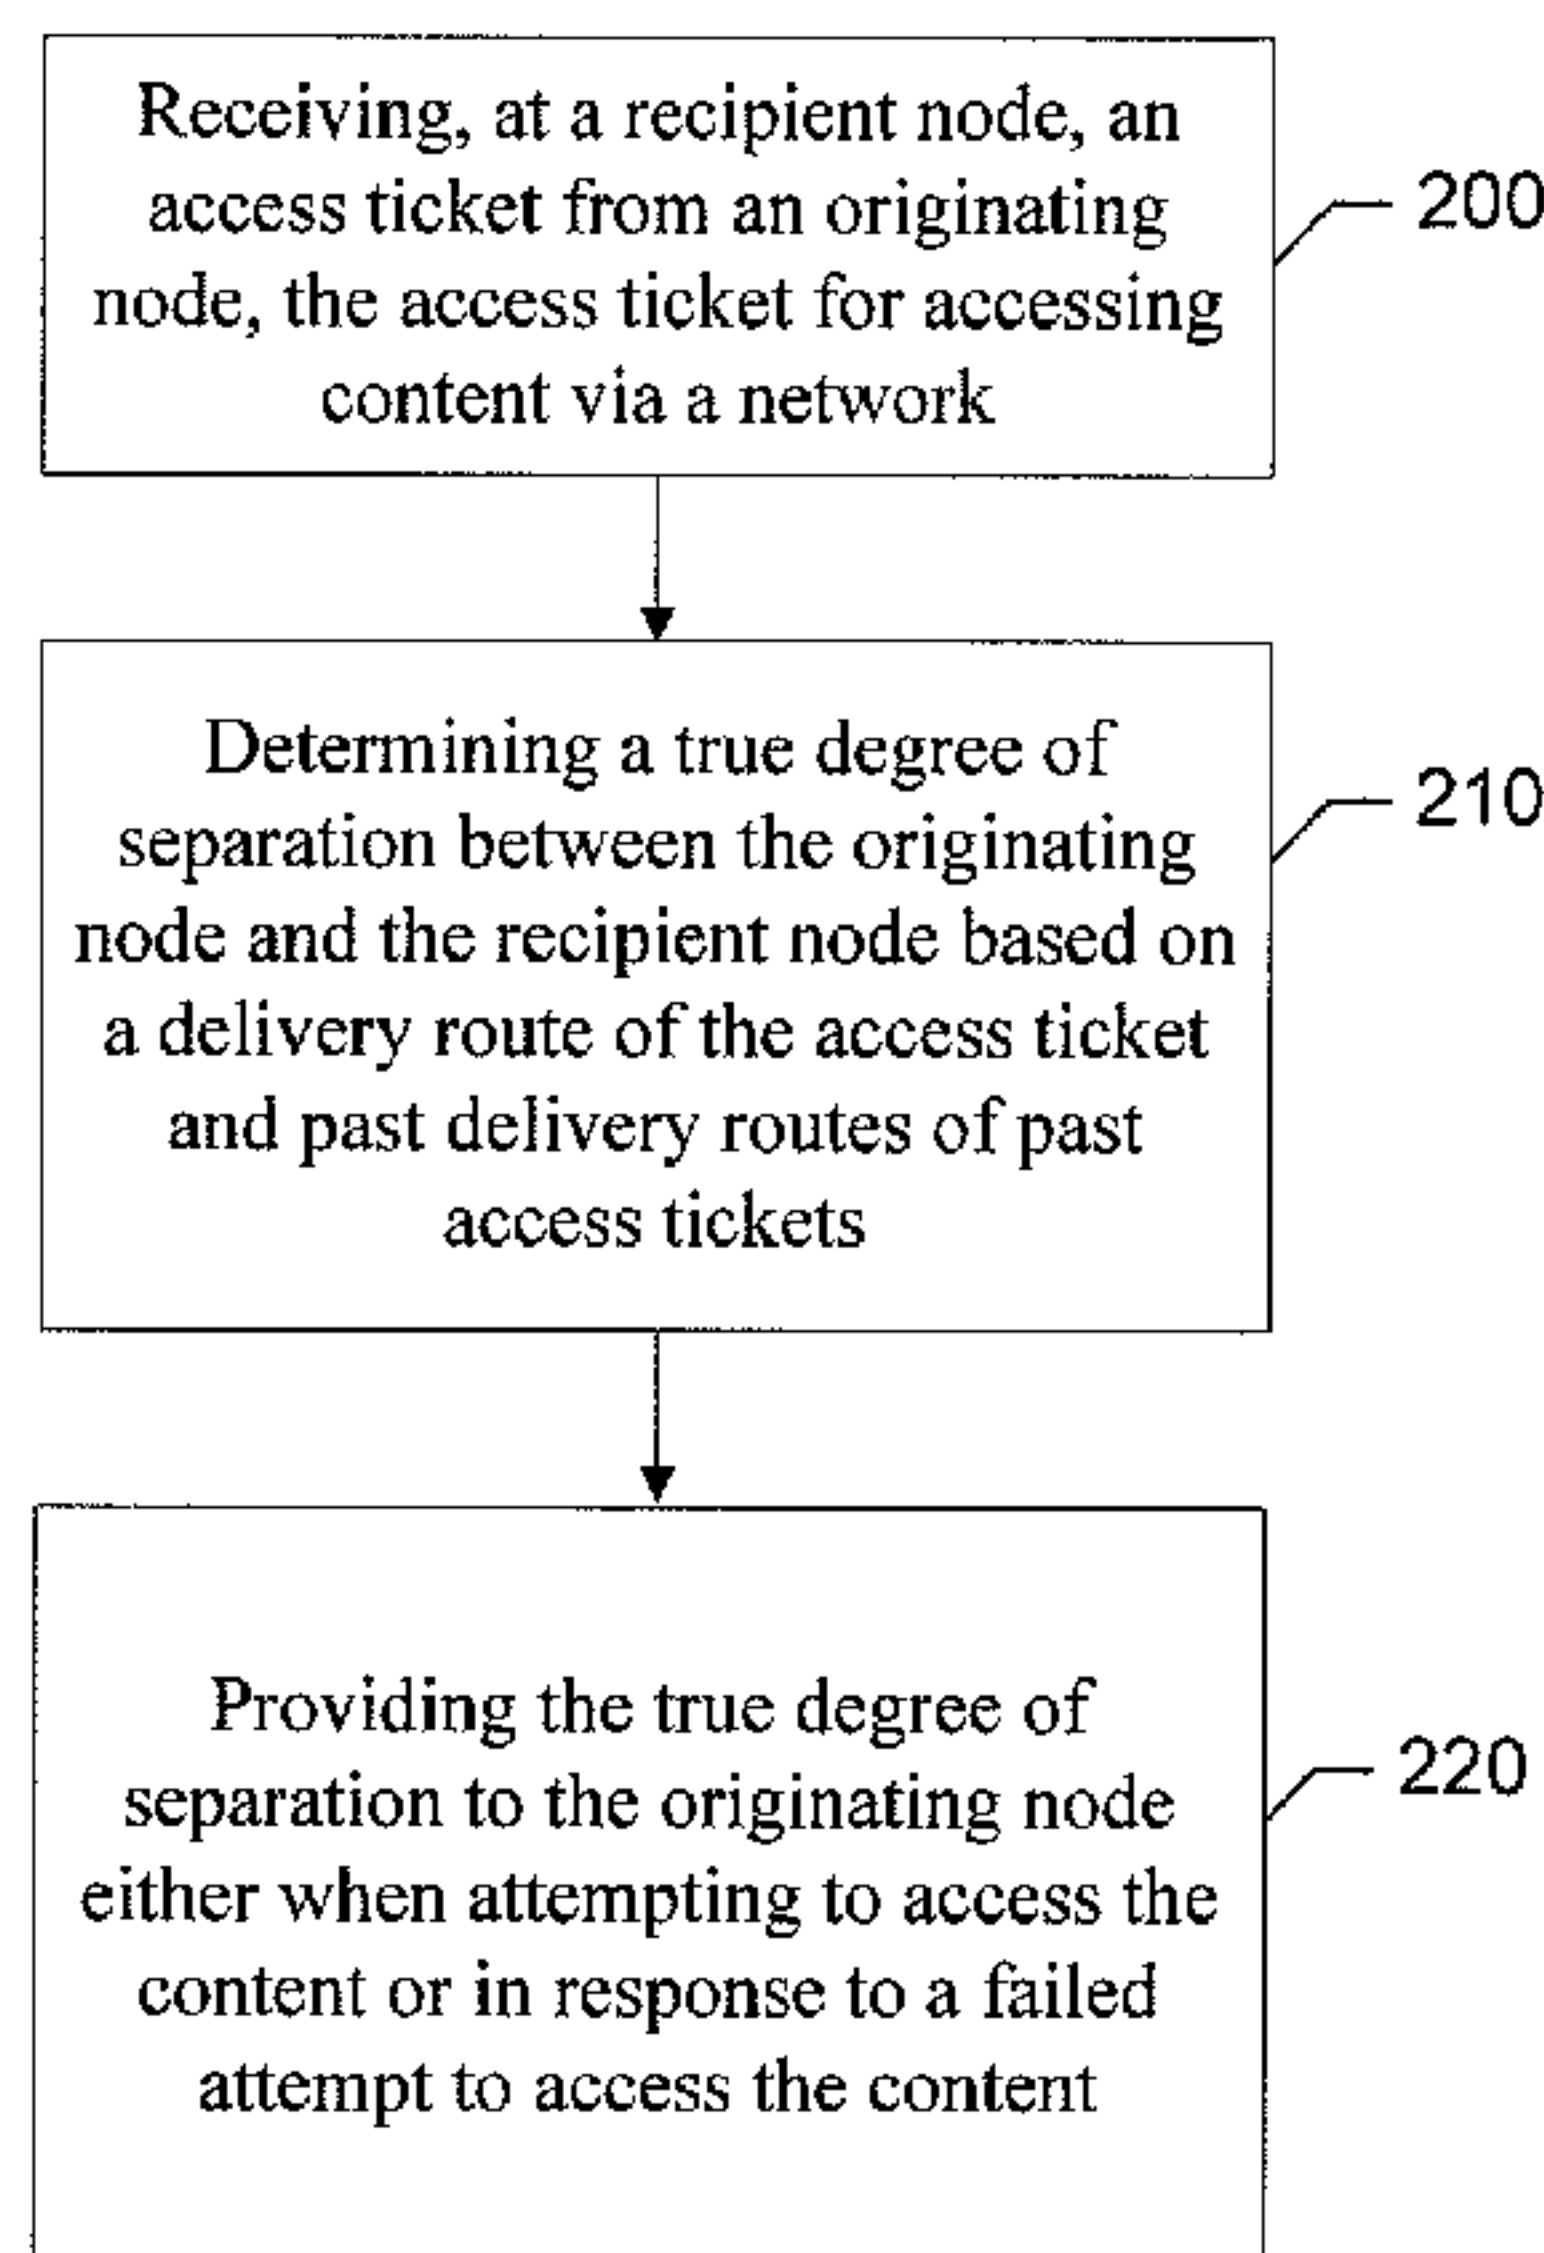 Receiving, at a recipient node, an
access ticket from an originating
node, the access ticket for accessing
content via a network
200
Determining a true degree of
separation between the originating
node and the recipient node based on
a delivery route of the access ticket
and past delivery routes of past
access tickets
210
Providing the true degree of
separation to the originating node
either when attempting to access the
content or in response to a failed
attempt to access the content
220